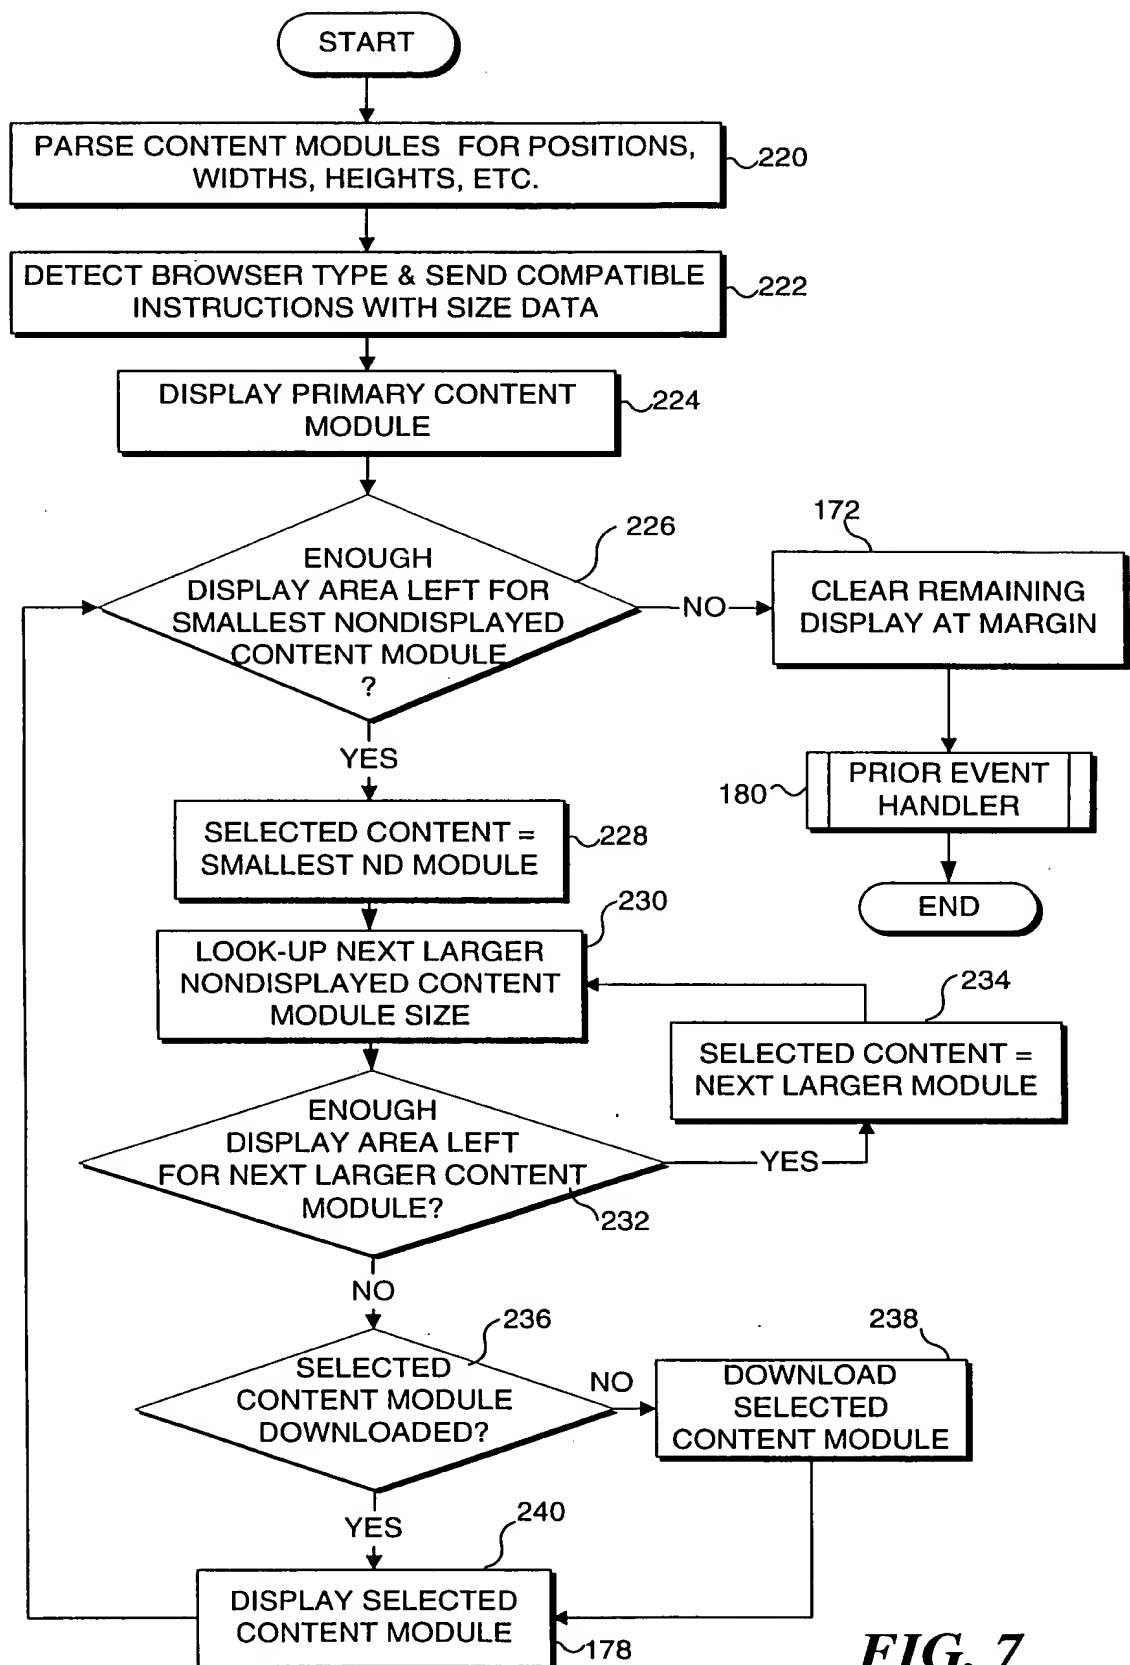 START
PARSE CONTENT MODULES FOR POSITIONS,
WIDTHS, HEIGHTS, ETC.
220
DETECT BROWSER TYPE & SEND COMPATIBLE
INSTRUCTIONS WITH SIZE DATA
222
DISPLAY PRIMARY CONTENT
MODULE
224
226
ENOUGH
DISPLAY AREA LEFT FOR
SMALLEST NONDISPLAYED
CONTENT MODULE
?
NO
172
CLEAR REMAINING
DISPLAY AT MARGIN
YES
180
PRIOR EVENT
HANDLER
END
SELECTED CONTENT =
SMALLEST ND MODULE
228
230
LOOK-UP NEXT LARGER
NONDISPLAYED CONTENT
MODULE SIZE
234
SELECTED CONTENT =
NEXT LARGER MODULE
ENOUGH
DISPLAY AREA LEFT
FOR NEXT LARGER CONTENT
MODULE?
YES
232
NO
236
SELECTED
CONTENT MODULE
DOWNLOADED?
NO
238
DOWNLOAD
SELECTED
CONTENT MODULE
YES
240
DISPLAY SELECTED
CONTENT MODULE
178
FIG. 7